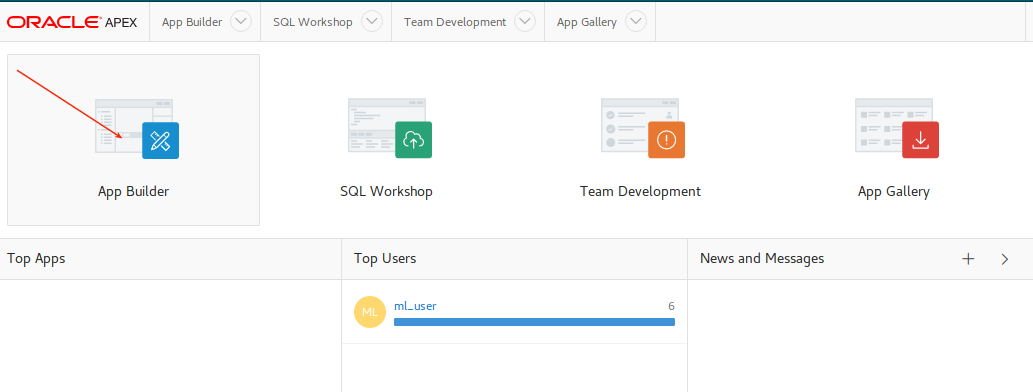 ORACLE APEX App Builder SQL Workshop Team Development App Gallery
App Builder SQL Workshop Team Development App Gallery
Top Apps Top Users News and Messages
ML ml_user 6